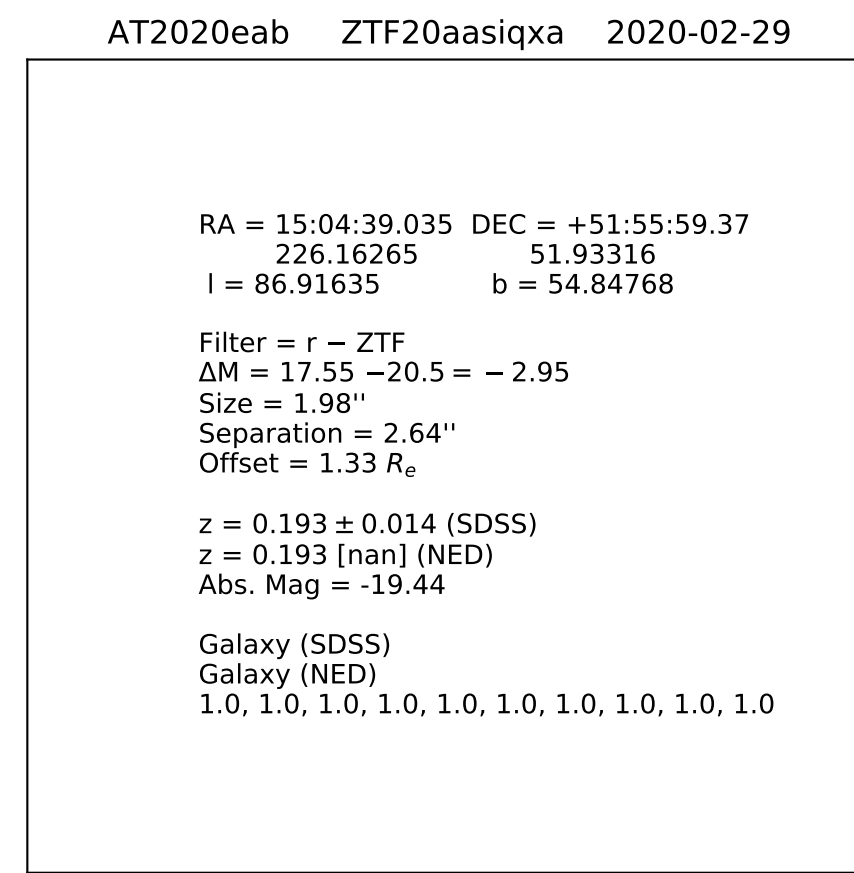 AT2020eab ZTF20aasiqxa 2020-02-29
RA = 15:04:39.035 DEC = +51:55:59.37
226.16265 51.93316
l = 86.91635 b = 54.84768
Filter = r − ZTF
ΔM = 17.55 −20.5 = − 2.95
Size = 1.98''
Separation = 2.64''
Offset = 1.33 Rₑ
z = 0.193 ± 0.014 (SDSS)
z = 0.193 [nan] (NED)
Abs. Mag = -19.44
Galaxy (SDSS)
Galaxy (NED)
1.0, 1.0, 1.0, 1.0, 1.0, 1.0, 1.0, 1.0, 1.0, 1.0